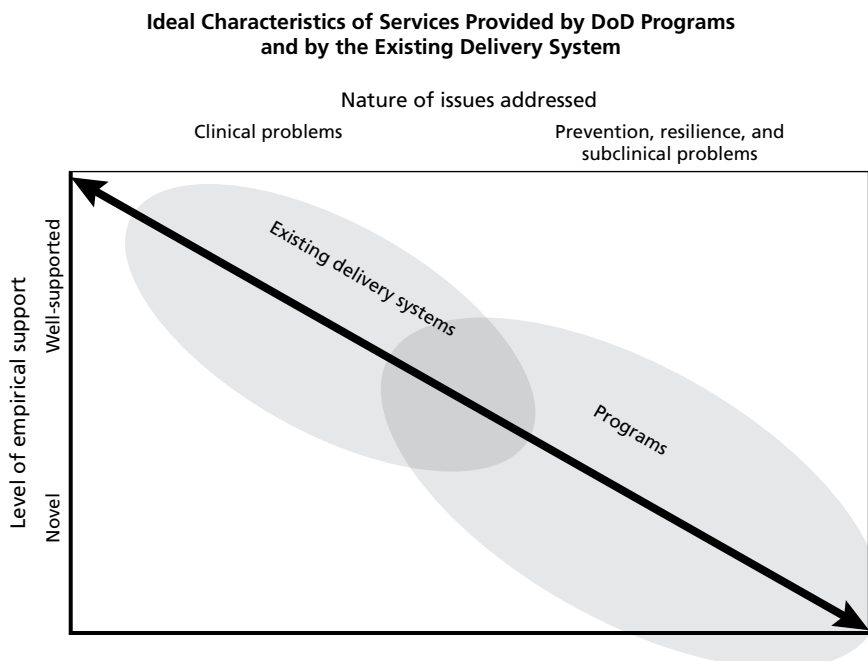 Ideal Characteristics of Services Provided by DoD Programs
and by the Existing Delivery System
Nature of issues addressed
Clinical problems
Prevention, resilience, and
subclinical problems
Level of empirical support
Well-supported
Novel
Existing delivery systems
Programs